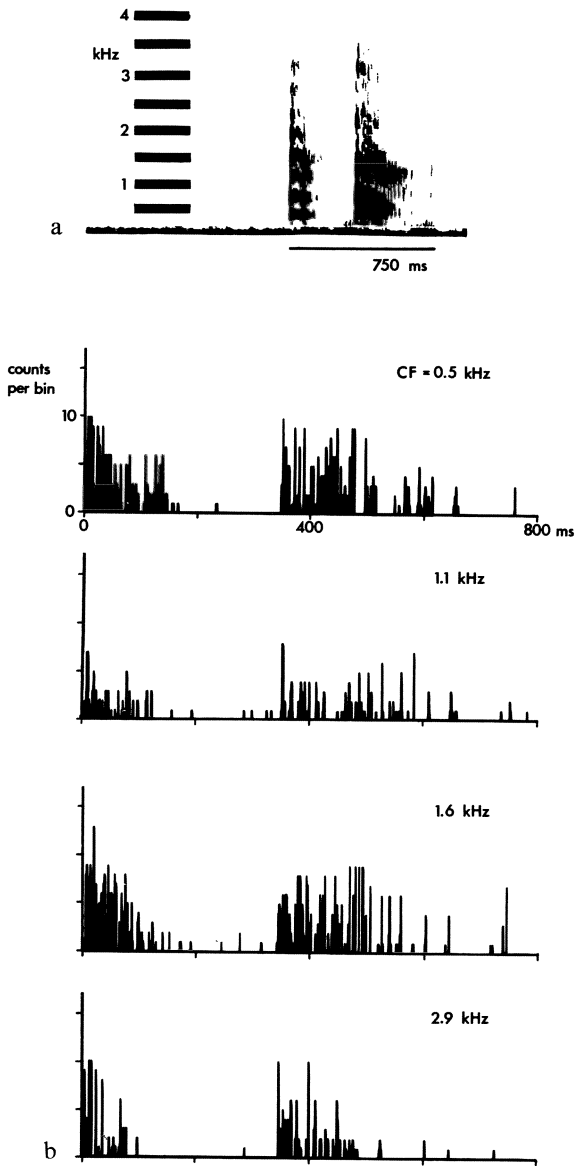 4
kHz
3
2
1
a
750 ms
counts
per bin
CF = 0.5 kHz
10
0
0 400 800 ms
1.1 kHz
1.6 kHz
2.9 kHz
b